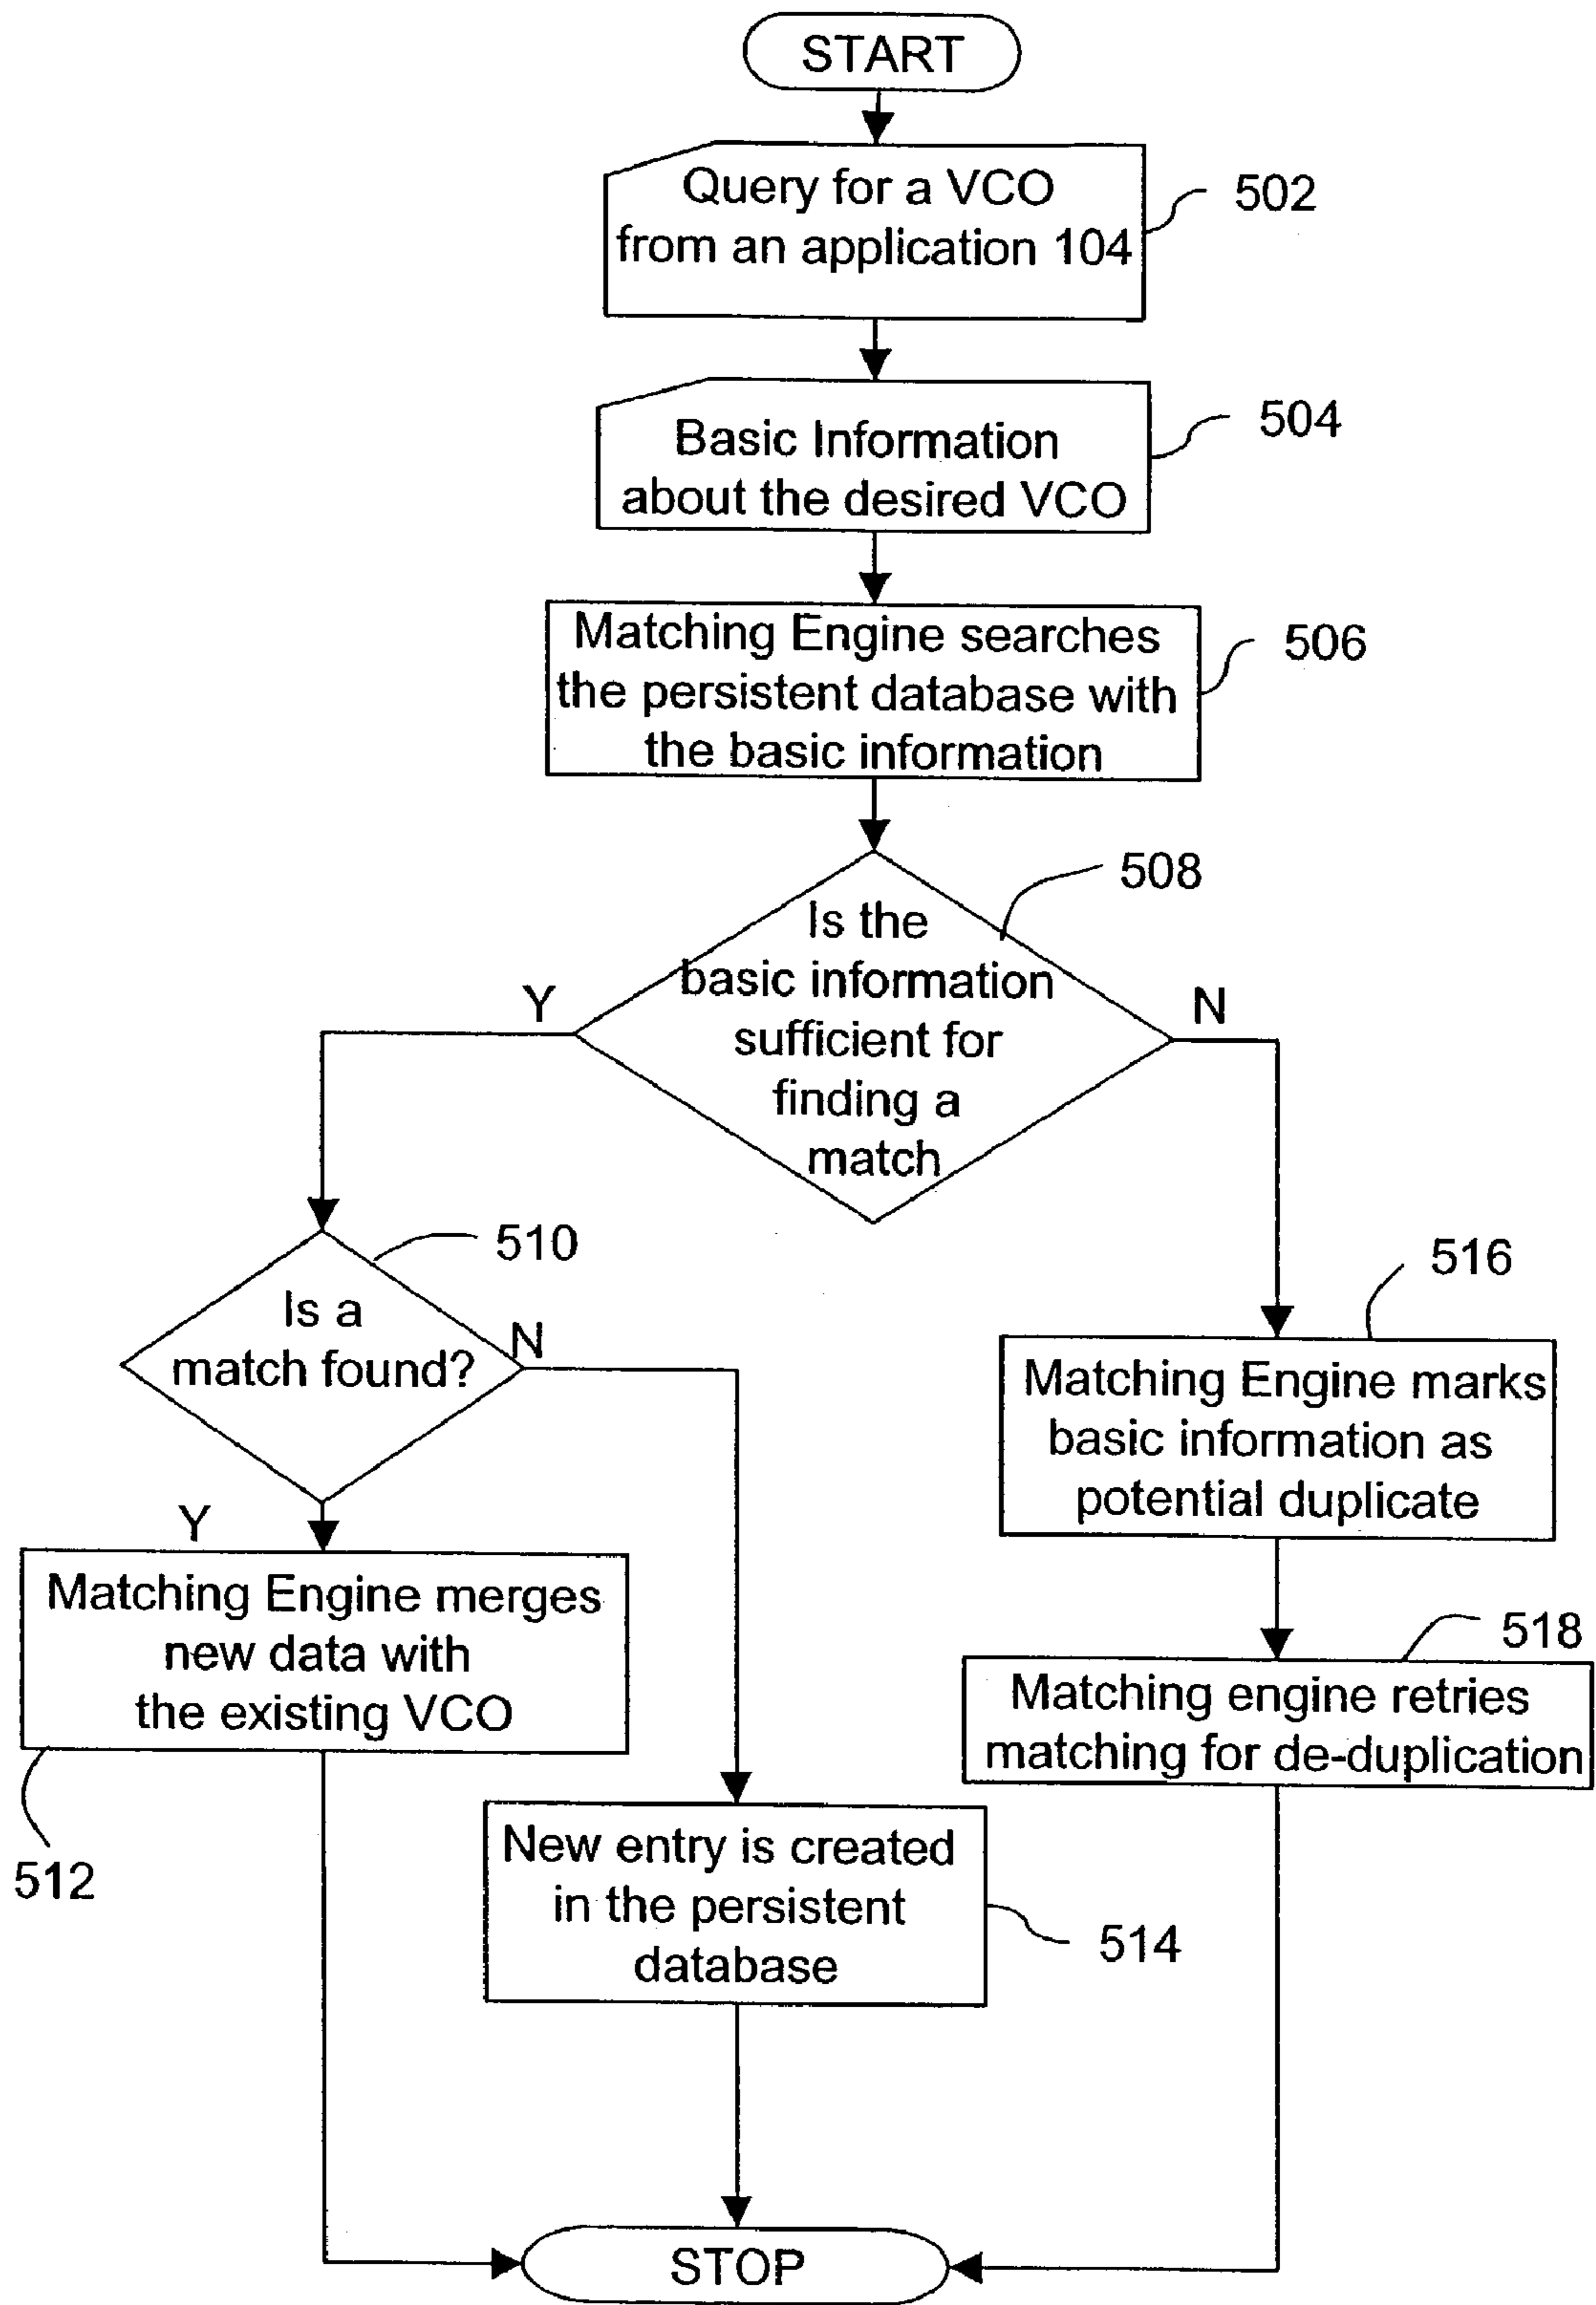 START
Query for a VCO
from an application 104
502
Basic Information
about the desired VCO
504
Matching Engine searches
the persistent database with
the basic information
506
Is the
basic information
sufficient for
finding a
match
508
Y
N
Is a
match found?
510
N
Y
Matching Engine marks
basic information as
potential duplicate
516
Matching Engine merges
new data with
the existing VCO
512
Matching engine retries
matching for de-duplication
518
New entry is created
in the persistent
database
514
STOP